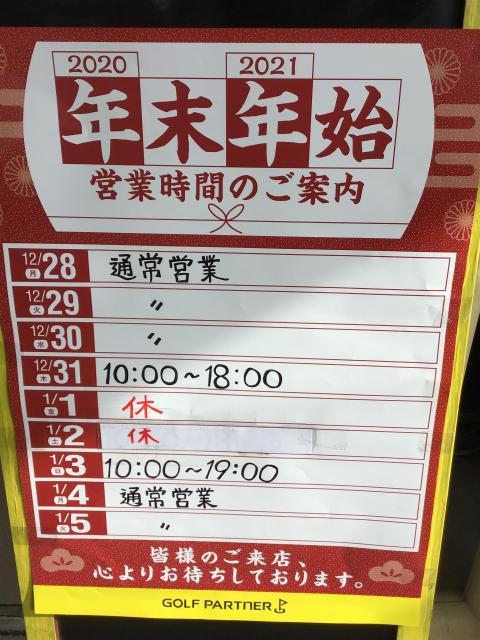 2020 2021
年末年始
営業時間のご案内
12/28 月 通常営業
12/29 火 〃
12/30 水 〃
12/31 木 10:00~18:00
1/1 金 休
1/2 土 休
1/3 日 10:00~19:00
1/4 月 通常営業
1/5 火 〃
皆様のご来店、
心よりお待ちしております。
GOLF PARTNER